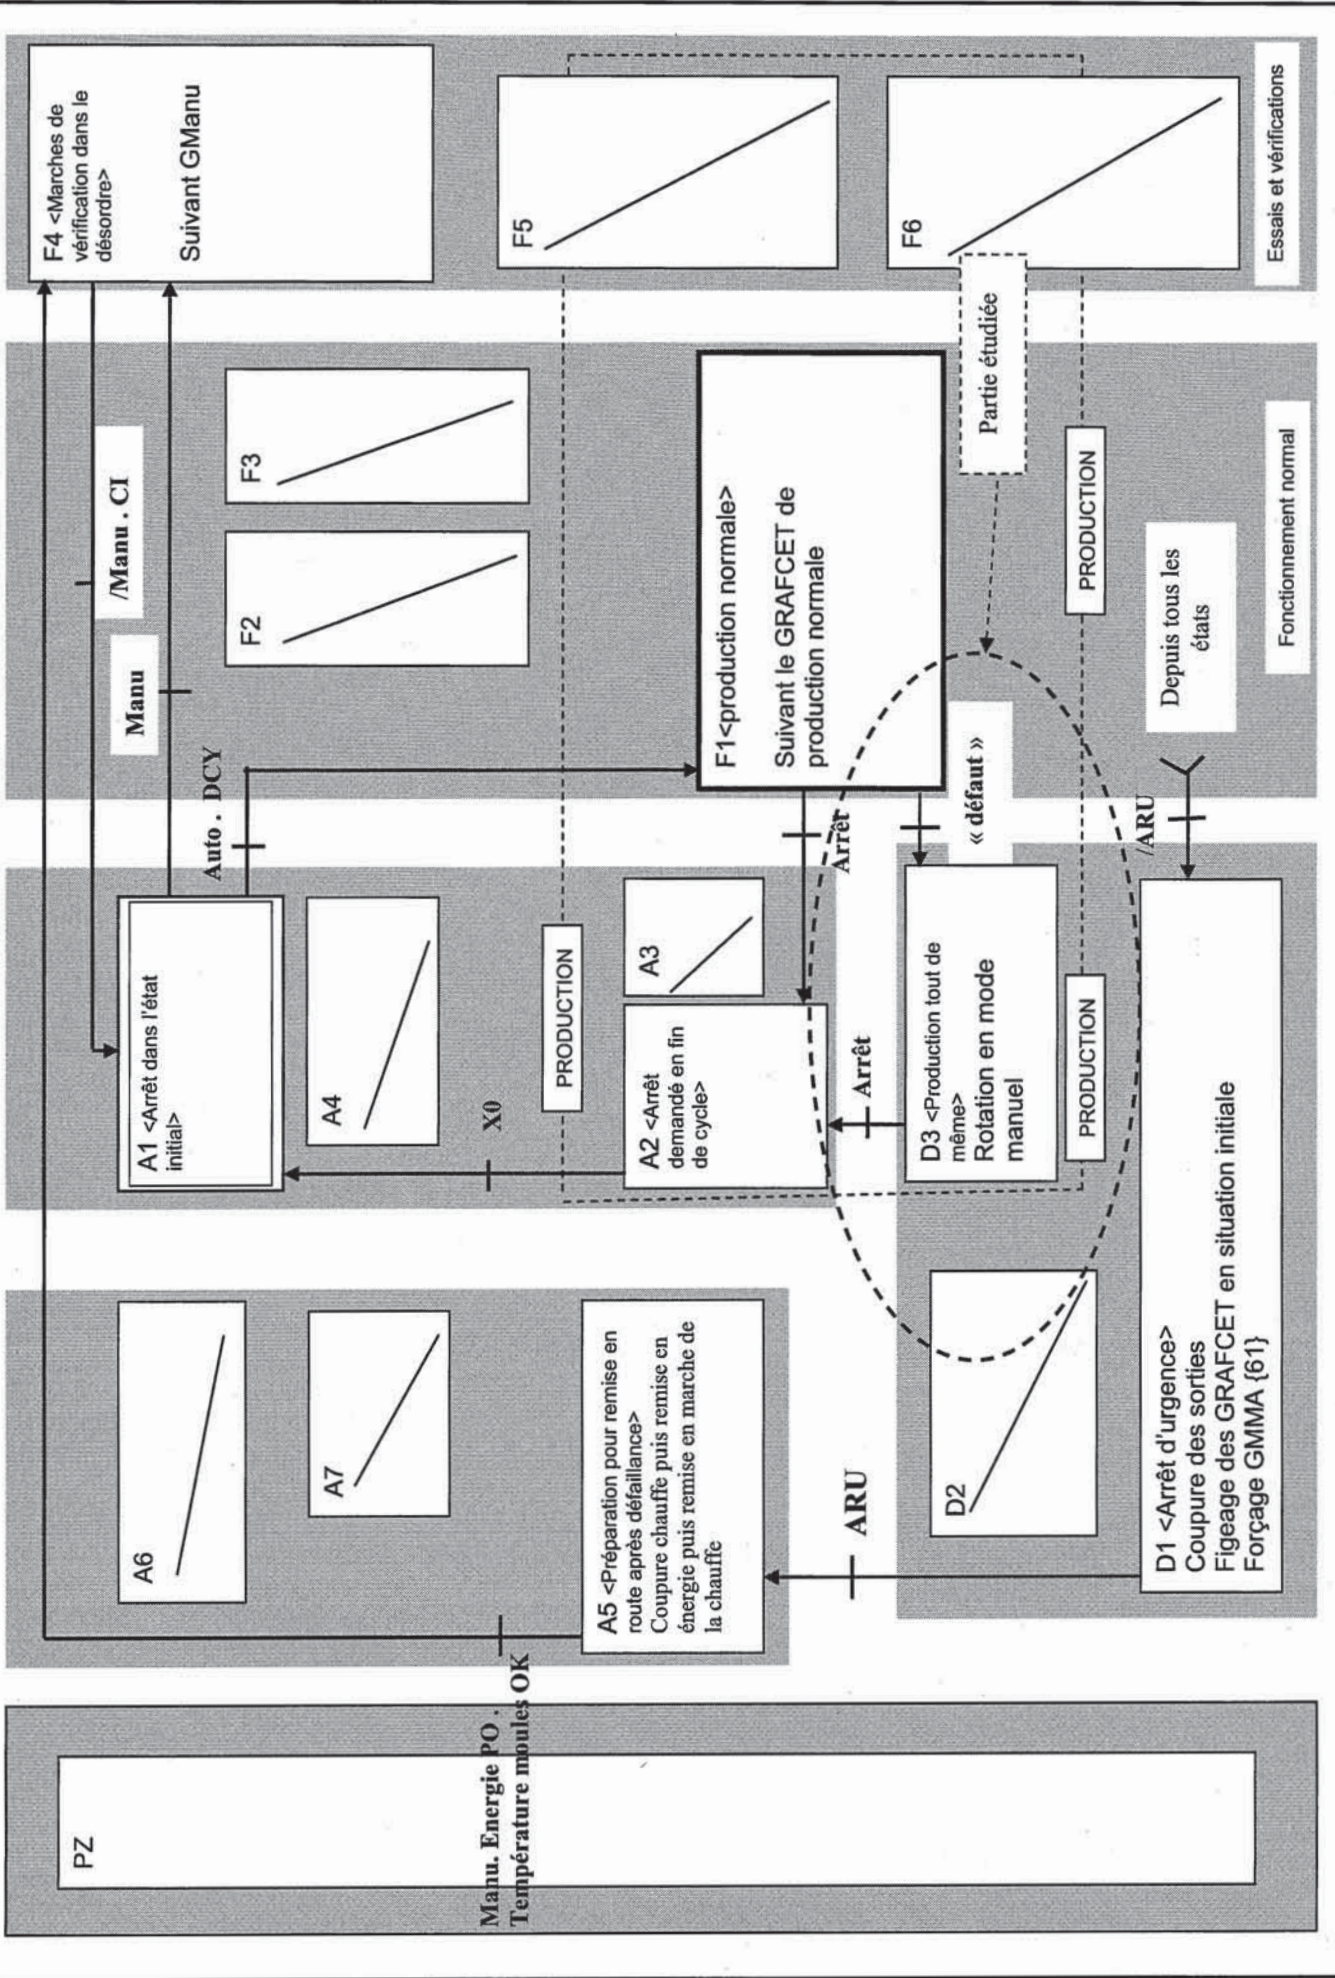 PZ
Manu. Energie PO .
Température moules OK
A6
A7
A5 <Préparation pour remise en
route après défaillance>
Coupure chauffe puis remise en
énergie puis remise en marche de
la chauffe
ARU
D2
D1 <Arrêt d'urgence>
Coupure des sorties
Figeage des GRAFCET en situation initiale
Forçage GMMA {61}
A1 <Arrêt dans l'état
initial>
A4
X0
PRODUCTION
A2 <Arrêt
demandé en fin
de cycle>
A3
Arrêt
D3 <Production tout de
même>
Rotation en mode
manuel
PRODUCTION
Manu
/Manu . CI
Auto . DCY
F2
F3
F1<production normale>
Suivant le GRAFCET de
production normale
Arrêt
« défaut »
/ARU
Depuis tous les
états
PRODUCTION
Partie étudiée
Fonctionnement normal
F4 <Marches de
vérification dans le
désordre>
Suivant GManu
F5
F6
Essais et vérifications